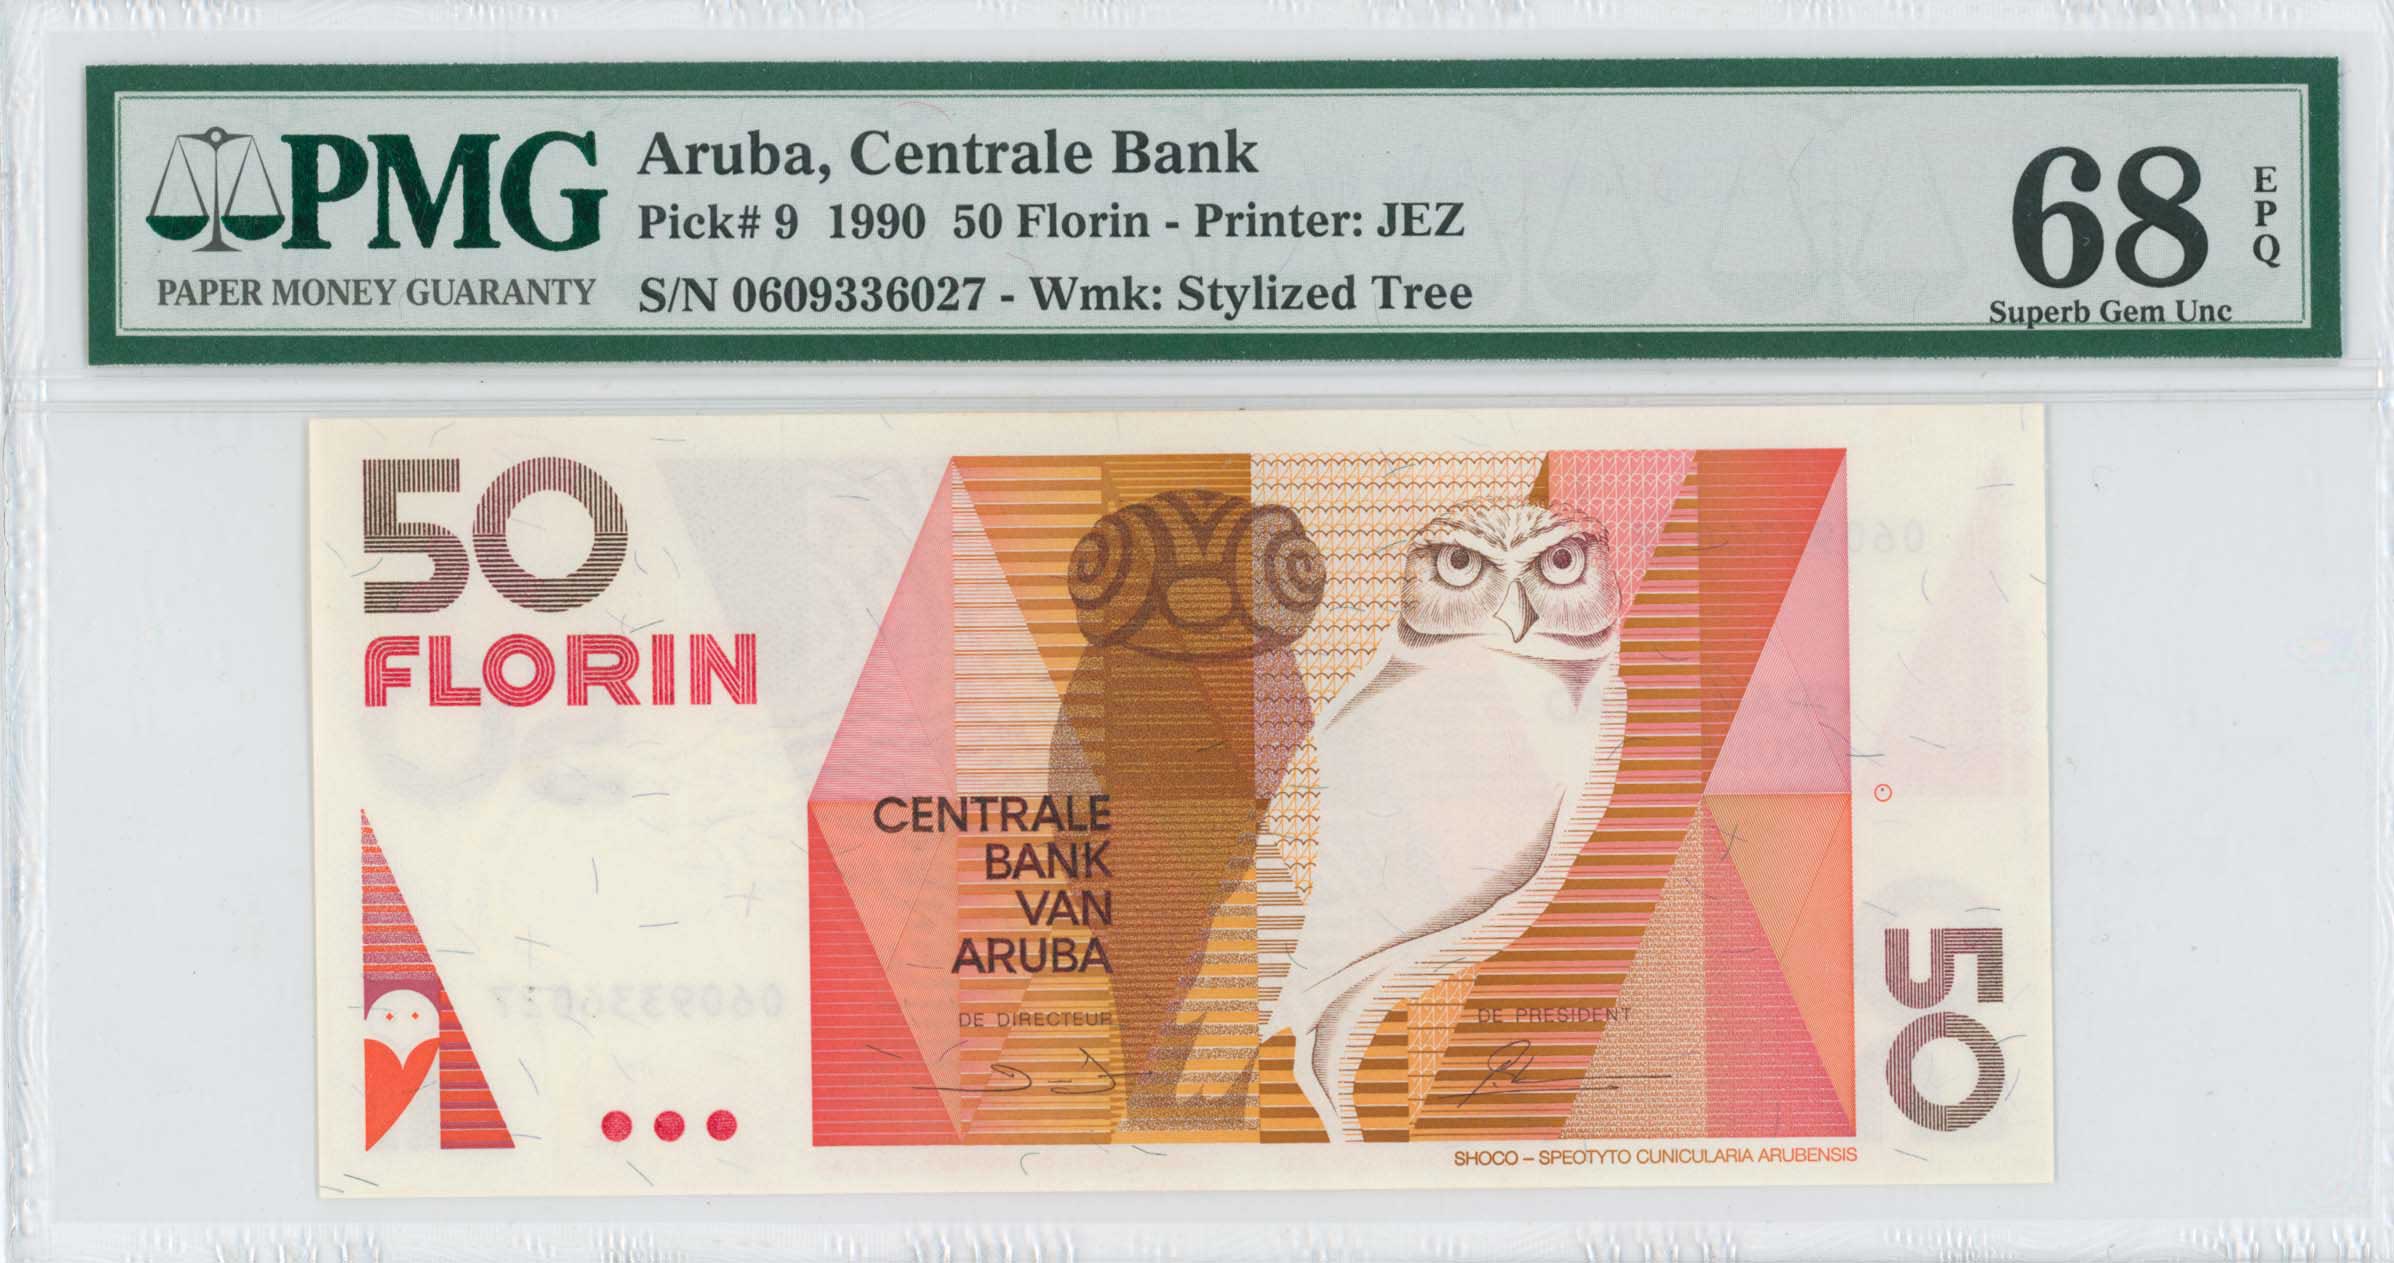 PMG
PAPER MONEY GUARANTY
Aruba, Centrale Bank
Pick# 9 1990 50 Florin - Printer: JEZ
S/N 0609336027 - Wmk: Stylized Tree
68
EPQ
Superb Gem Unc
50
FLORIN
CENTRALE
BANK
VAN
ARUBA
DE DIRECTEUR
DE PRESIDENT
SHOCO – SPEOTYTO CUNICULARIA ARUBENSIS
50